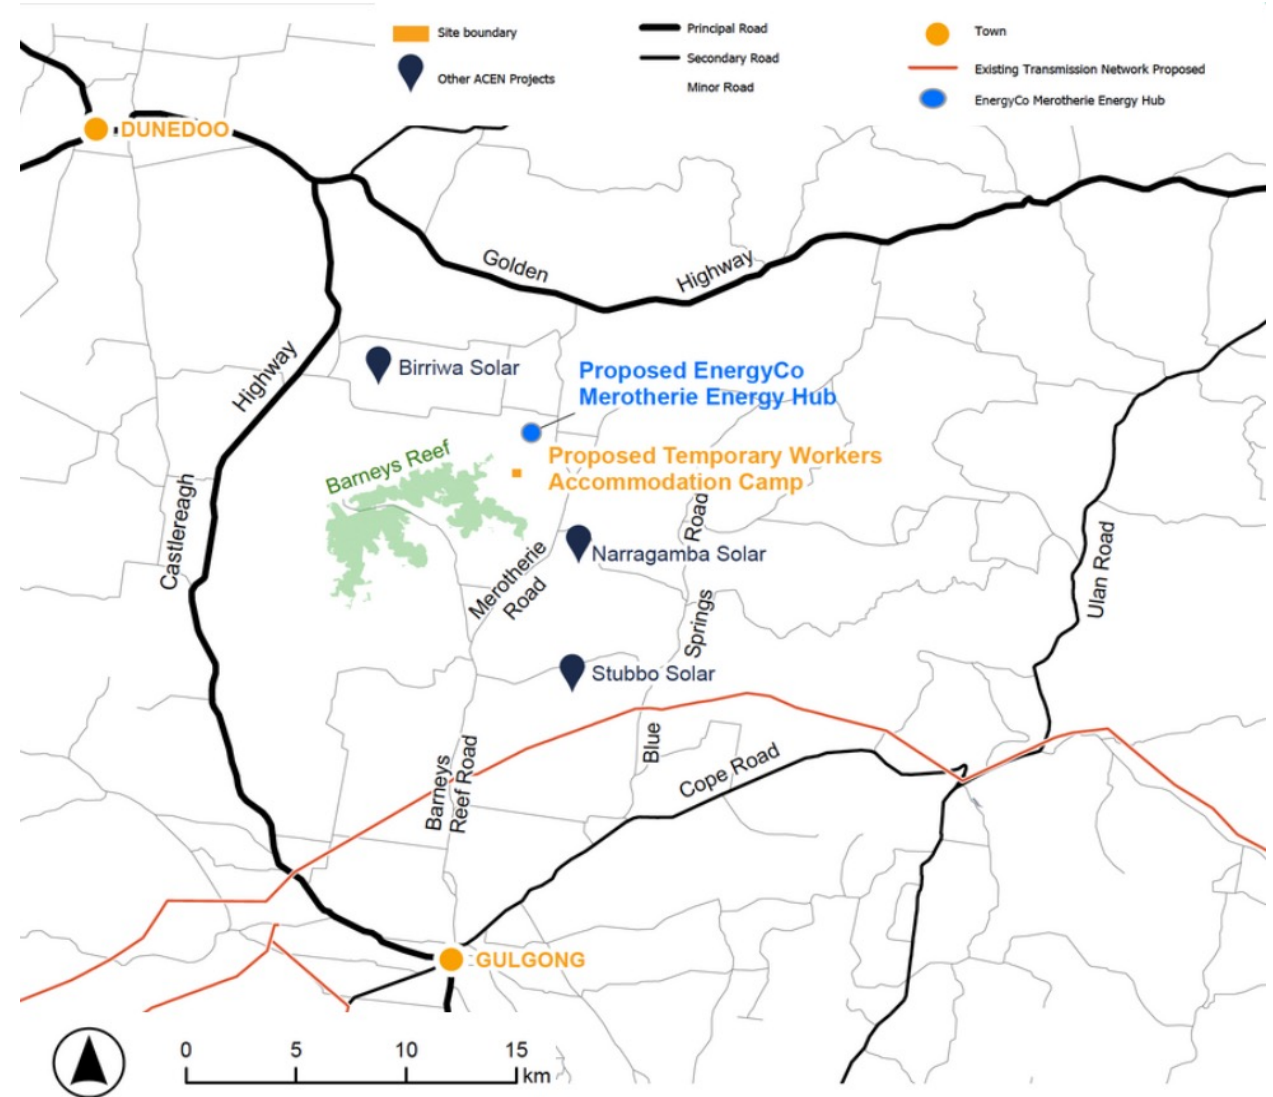 Site boundary
Other ACEN Projects
Principal Road
Secondary Road
Minor Road
Town
Existing Transmission Network Proposed
EnergyCo Merotherie Energy Hub
DUNEDOO
Golden
Highway
Highway
Castlereagh
Birriwa Solar
Proposed EnergyCo
Merotherie Energy Hub
Barneys Reef
Proposed Temporary Workers
Accommodation Camp
Narragamba Solar
Merotherie
Road
Road
Springs
Blue
Ulan Road
Stubbo Solar
Barneys
Reef Road
Cope Road
GULGONG
0 5 10 15
km